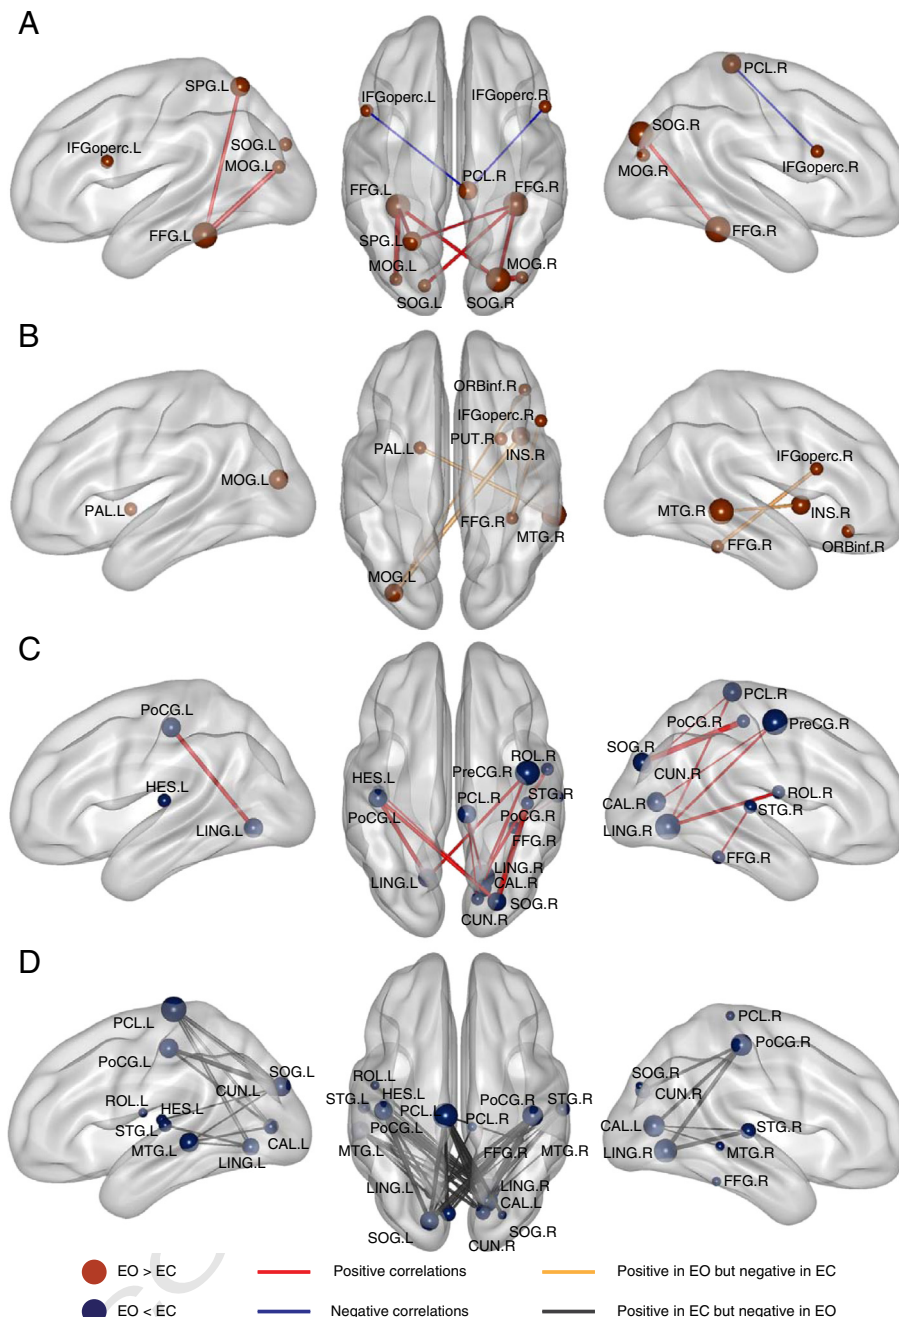 A
SPG.L
IFGoperc.L
SOG.L
MOG.L
FFG.L
IFGoperc.L
IFGoperc.R
PCL.R
FFG.L
FFG.R
SPG.L
MOG.L
MOG.R
SOG.L
SOG.R
PCL.R
SOG.R
MOG.R
IFGoperc.R
FFG.R
B
PAL.L
MOG.L
ORBinf.R
IFGoperc.R
PUT.R
PAL.L
INS.R
FFG.R
MTG.R
MOG.L
IFGoperc.R
MTG.R
INS.R
FFG.R
ORBinf.R
C
PoCG.L
HES.L
LING.L
ROL.R
PreCG.R
HES.L
STG.R
PCL.R
PoCG.L
PoCG.R
FFG.R
LING.R
LING.L
CAL.R
SOG.R
CUN.R
PCL.R
PoCG.R
PreCG.R
SOG.R
CUN.R
CAL.R
ROL.R
STG.R
LING.R
FFG.R
D
PCL.L
PoCG.L
SOG.L
CUN.L
ROL.L
HES.L
STG.L
CAL.L
MTG.L
LING.L
ROL.L
HES.L
PoCG.R
STG.R
STG.L
PCL.L
PCL.R
PoCG.L
MTG.L
FFG.R
MTG.R
LING.L
LING.R
CAL.L
SOG.L
SOG.R
CUN.R
PCL.R
PoCG.R
SOG.R
CUN.R
CAL.L
STG.R
LING.R
MTG.R
FFG.R
EO > EC
Positive correlations
Positive in EO but negative in EC
EO < EC
Negative correlations
Positive in EC but negative in EO